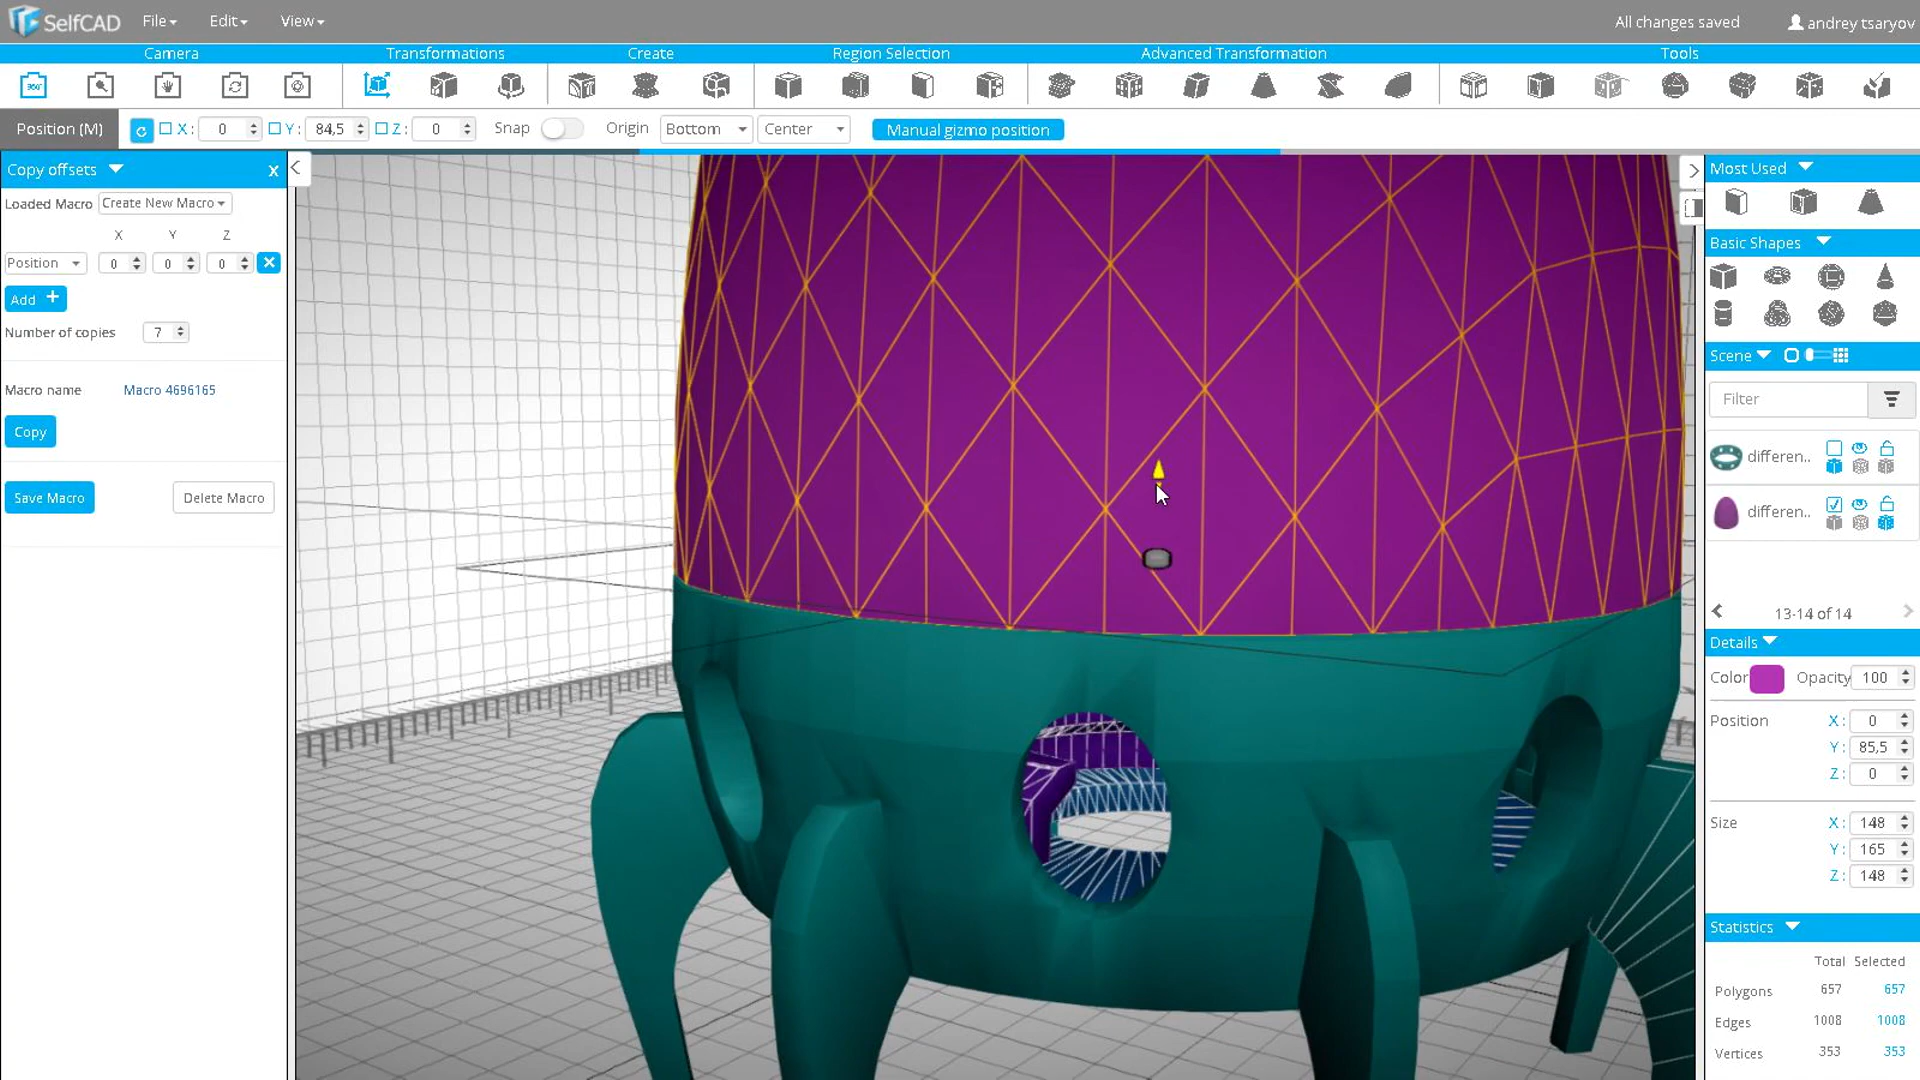 SelfCAD File Edit View All changes saved andrey tsaryov
Camera Transformations Create Region Selection Advanced Transformation Tools
360°
Position (M) X: 0 Y: 84,5 Z: 0 Snap Origin Bottom Center Manual gizmo position
Copy offsets x
Loaded Macro Create New Macro
X Y Z
Position 0 0 0
Add +
Number of copies 7
Macro name Macro 4696165
Copy
Save Macro Delete Macro
Most Used
Basic Shapes
Scene
Filter
differen..
differen..
13-14 of 14
Details
Color Opacity 100
Position X: 0
Y: 85,5
Z: 0
Size X: 148
Y: 165
Z: 148
Statistics
Total Selected
Polygons 657 657
Edges 1008 1008
Vertices 353 353